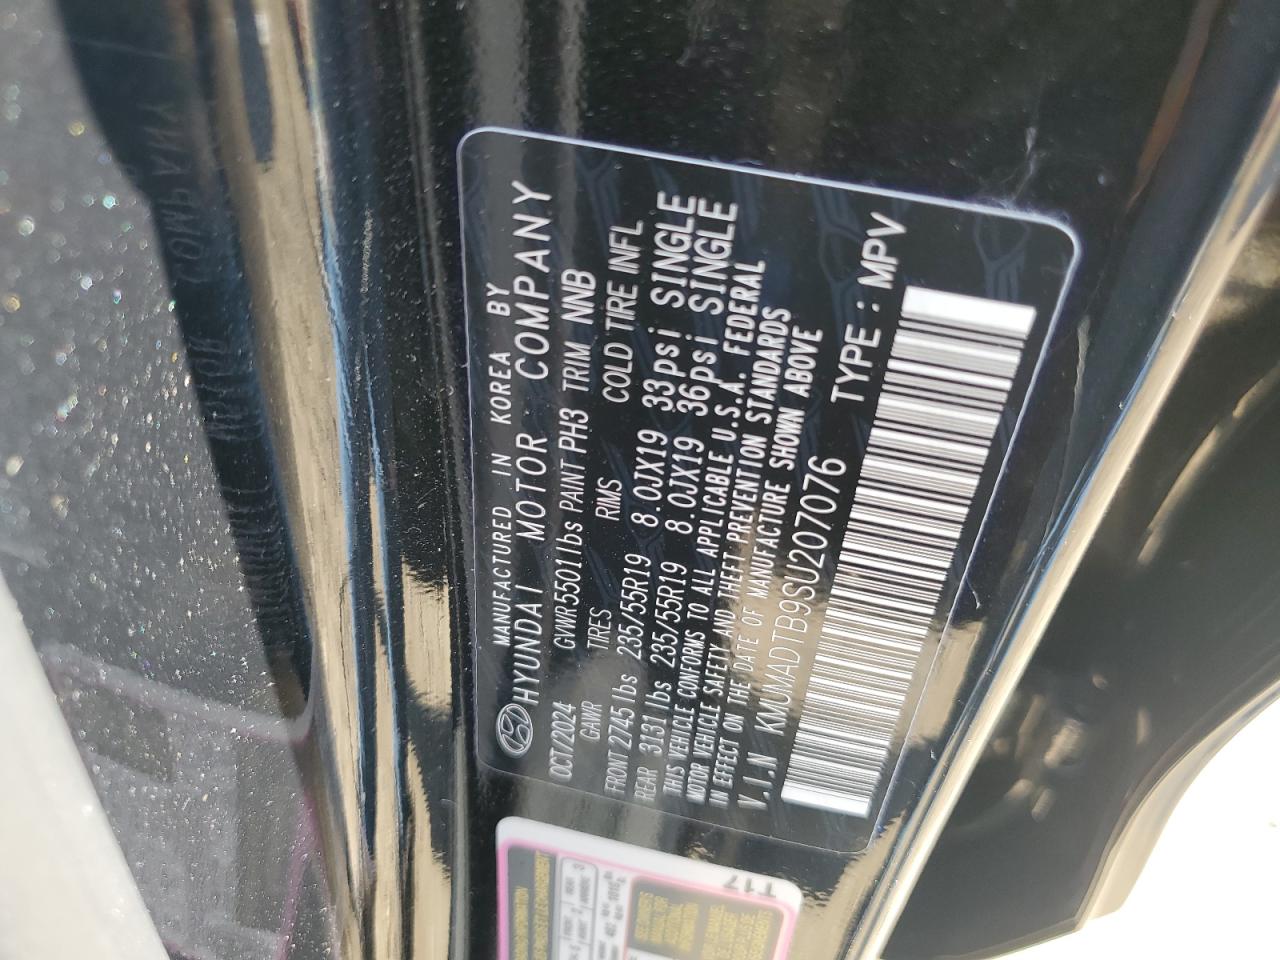 MANUFACTURED IN KOREA BY
HYUNDAI MOTOR COMPANY
OCT/2024 GVWR 5501lbs PAINT PH3 TRIM NNB
GAWR TIRES RIMS COLD TIRE INFL
FRONT 2745lbs 235/55R19 8.0JX19 33psi SINGLE
REAR 3131lbs 235/55R19 8.0JX19 36psi SINGLE
THIS VEHICLE CONFORMS TO ALL APPLICABLE U.S.A. FEDERAL
MOTOR VEHICLE SAFETY AND THEFT PREVENTION STANDARDS
IN EFFECT ON THE DATE OF MANUFACTURE SHOWN ABOVE
V.I.N KMUMADTB9SU207076 TYPE : MPV
T17